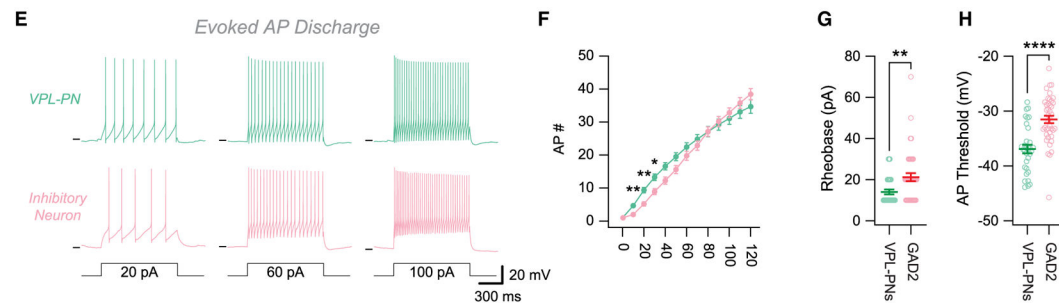 E
Evoked AP Discharge
VPL-PN
Inhibitory
Neuron
20 pA
60 pA
100 pA
20 mV
300 ms
F
AP #
50
40
30
20
10
0
**
**
*
0
20
40
60
80
100
120
G
**
Rheobase (pA)
80
60
40
20
0
VPL-PNs
GAD2
H
****
AP Threshold (mV)
-20
-30
-40
-50
VPL-PNs
GAD2